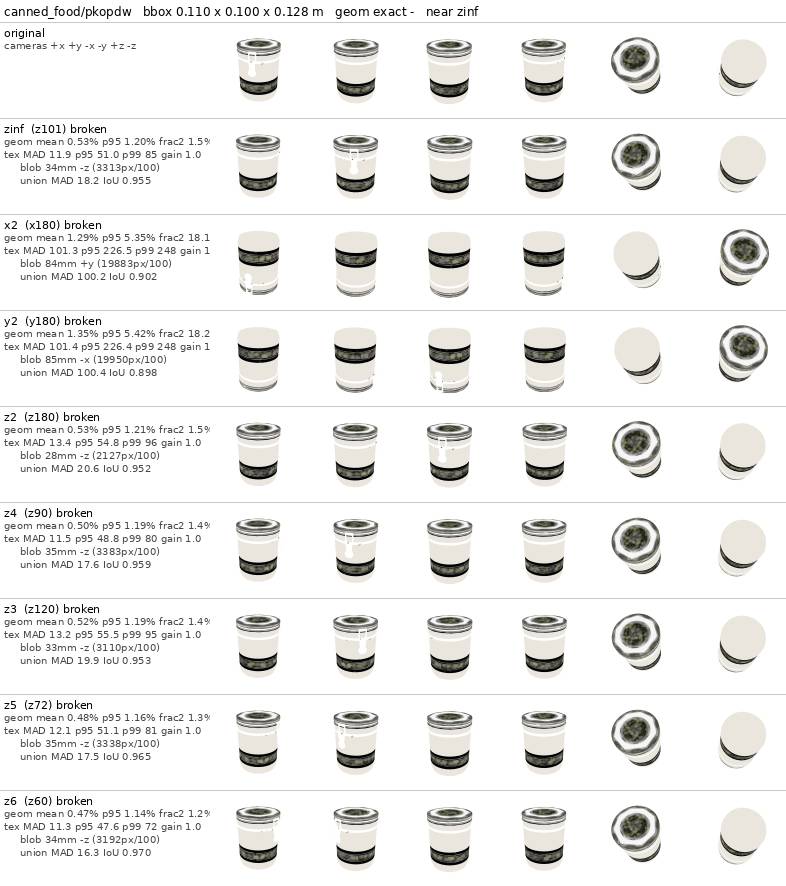 canned_food/pkopdw   bbox 0.110 x 0.100 x 0.128 m   geom exact -   near zinf
original
cameras +x +y -x -y +z -z
zinf  (z101) broken
geom mean 0.53% p95 1.20% frac2 1.5%
tex MAD 11.9 p95 51.0 p99 85 gain 1.0
blob 34mm -z (3313px/100)
union MAD 18.2 IoU 0.955
x2  (x180) broken
geom mean 1.29% p95 5.35% frac2 18.1
tex MAD 101.3 p95 226.5 p99 248 gain 1
blob 84mm +y (19883px/100)
union MAD 100.2 IoU 0.902
y2  (y180) broken
geom mean 1.35% p95 5.42% frac2 18.2
tex MAD 101.4 p95 226.4 p99 248 gain 1
blob 85mm -x (19950px/100)
union MAD 100.4 IoU 0.898
z2  (z180) broken
geom mean 0.53% p95 1.21% frac2 1.5%
tex MAD 13.4 p95 54.8 p99 96 gain 1.0
blob 28mm -z (2127px/100)
union MAD 20.6 IoU 0.952
z4  (z90) broken
geom mean 0.50% p95 1.19% frac2 1.4%
tex MAD 11.5 p95 48.8 p99 80 gain 1.0
blob 35mm -z (3383px/100)
union MAD 17.6 IoU 0.959
z3  (z120) broken
geom mean 0.52% p95 1.19% frac2 1.4%
tex MAD 13.2 p95 55.5 p99 95 gain 1.0
blob 33mm -z (3110px/100)
union MAD 19.9 IoU 0.953
z5  (z72) broken
geom mean 0.48% p95 1.16% frac2 1.3%
tex MAD 12.1 p95 51.1 p99 81 gain 1.0
blob 35mm -z (3338px/100)
union MAD 17.5 IoU 0.965
z6  (z60) broken
geom mean 0.47% p95 1.14% frac2 1.2%
tex MAD 11.3 p95 47.6 p99 72 gain 1.0
blob 34mm -z (3192px/100)
union MAD 16.3 IoU 0.970